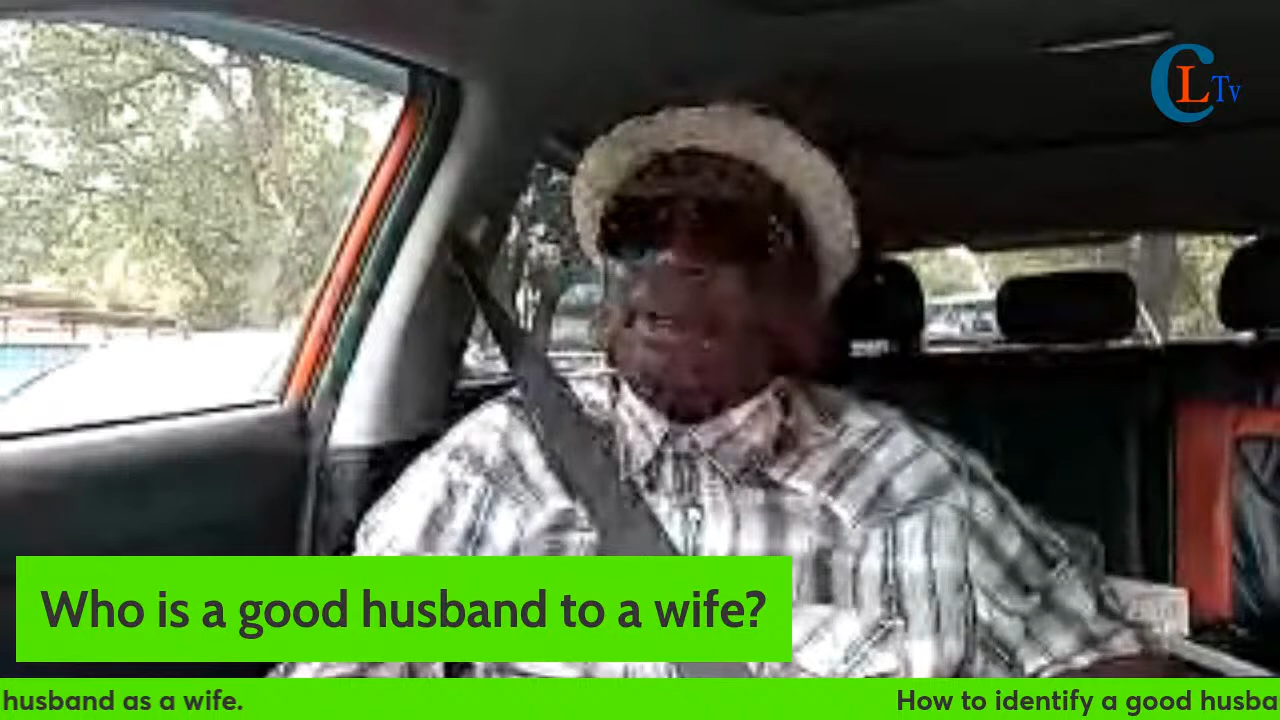 CLTv
Who is a good husband to a wife?
husband as a wife.
How to identify a good husba